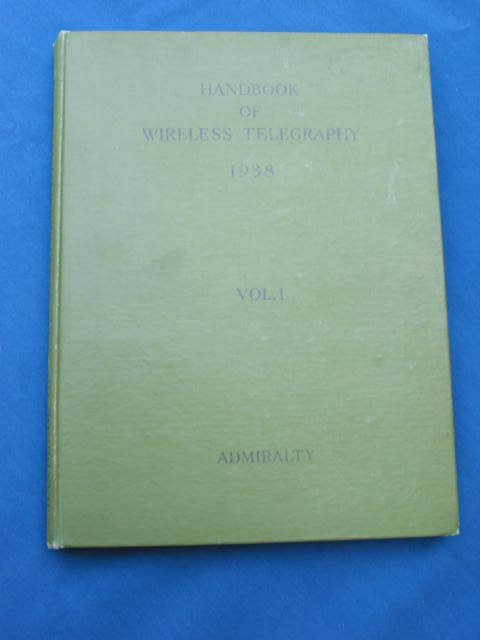 HANDBOOK
OF
WIRELESS TELEGRAPHY
1938
VOL. I
ADMIRALTY